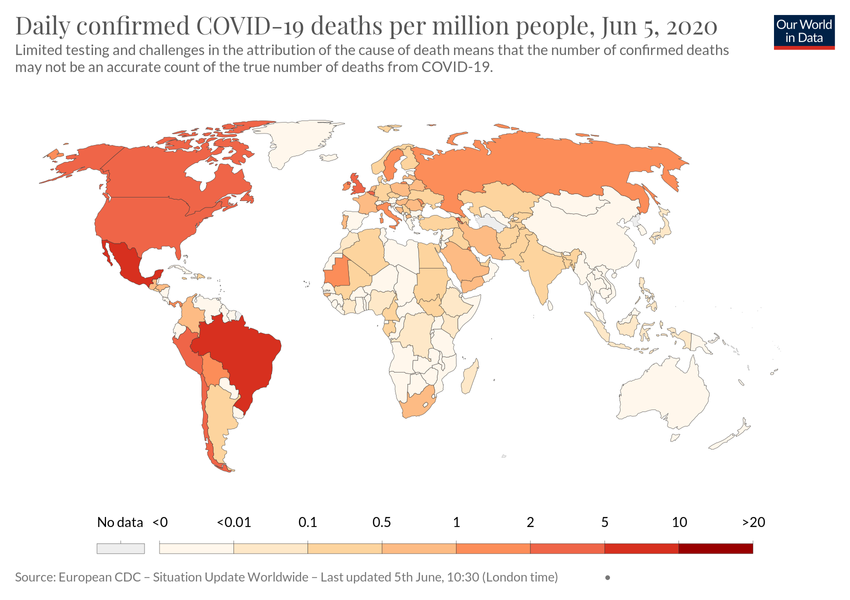 Daily confirmed COVID-19 deaths per million people, Jun 5, 2020
Our World
in Data
Limited testing and challenges in the attribution of the cause of death means that the number of confirmed deaths
may not be an accurate count of the true number of deaths from COVID-19.
No data <0 <0.01 0.1 0.5 1 2 5 10 >20
Source: European CDC – Situation Update Worldwide – Last updated 5th June, 10:30 (London time) •